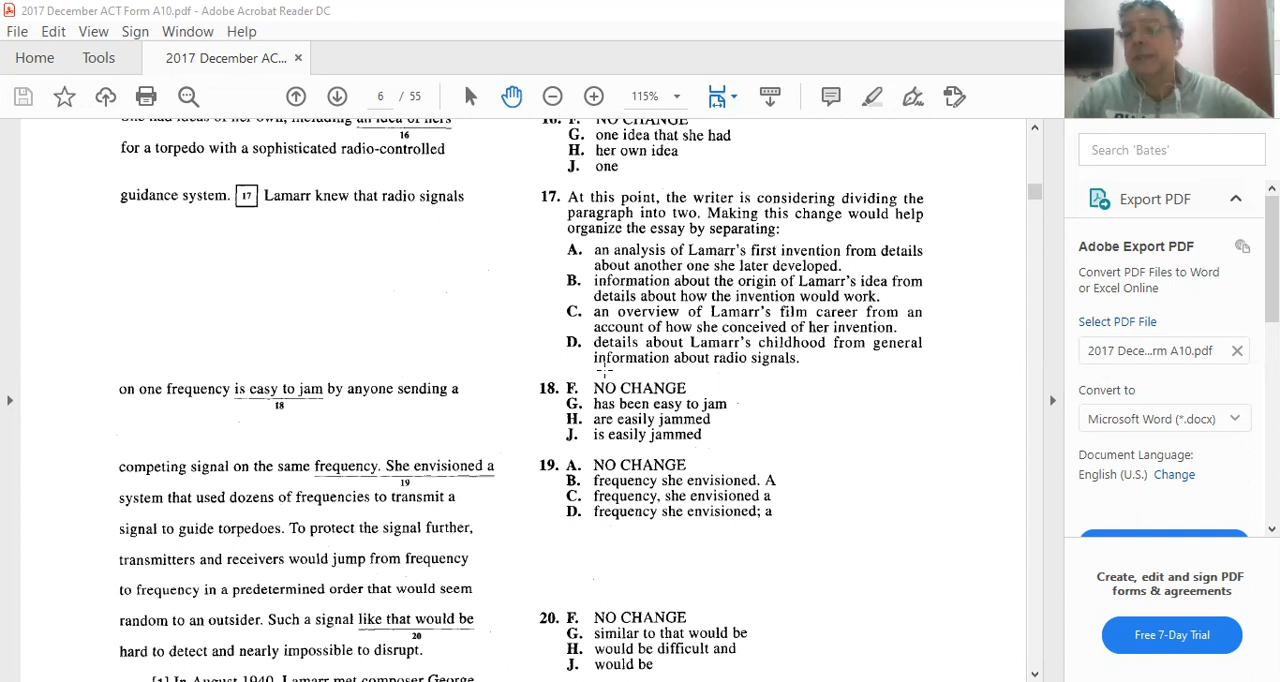 2017 December ACT Form A10.pdf - Adobe Acrobat Reader DC
File Edit View Sign Window Help
Home Tools 2017 December AC... ×
6 / 55 115%
She had ideas of her own, including an idea of hers
16
for a torpedo with a sophisticated radio-controlled
guidance system. 17 Lamarr knew that radio signals
on one frequency is easy to jam by anyone sending a
18
competing signal on the same frequency. She envisioned a
19
system that used dozens of frequencies to transmit a
signal to guide torpedoes. To protect the signal further,
transmitters and receivers would jump from frequency
to frequency in a predetermined order that would seem
random to an outsider. Such a signal like that would be
20
hard to detect and nearly impossible to disrupt.
[1] In August 1940, Lamarr met composer George
16. F. NO CHANGE
G. one idea that she had
H. her own idea
J. one
17. At this point, the writer is considering dividing the
paragraph into two. Making this change would help
organize the essay by separating:
A. an analysis of Lamarr's first invention from details
about another one she later developed.
B. information about the origin of Lamarr's idea from
details about how the invention would work.
C. an overview of Lamarr's film career from an
account of how she conceived of her invention.
D. details about Lamarr's childhood from general
information about radio signals.
18. F. NO CHANGE
G. has been easy to jam
H. are easily jammed
J. is easily jammed
19. A. NO CHANGE
B. frequency she envisioned. A
C. frequency, she envisioned a
D. frequency she envisioned; a
20. F. NO CHANGE
G. similar to that would be
H. would be difficult and
J. would be
Search 'Bates'
Export PDF
Adobe Export PDF
Convert PDF Files to Word
or Excel Online
Select PDF File
2017 Dece...rm A10.pdf ×
Convert to
Microsoft Word (*.docx)
Document Language:
English (U.S.) Change
Create, edit and sign PDF
forms & agreements
Free 7-Day Trial